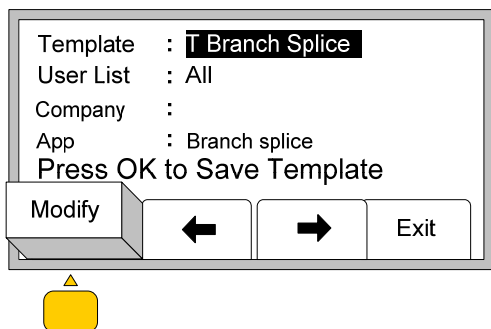 Template : T Branch Splice
User List : All
Company :
App : Branch splice
Press OK to Save Template
Modify Exit